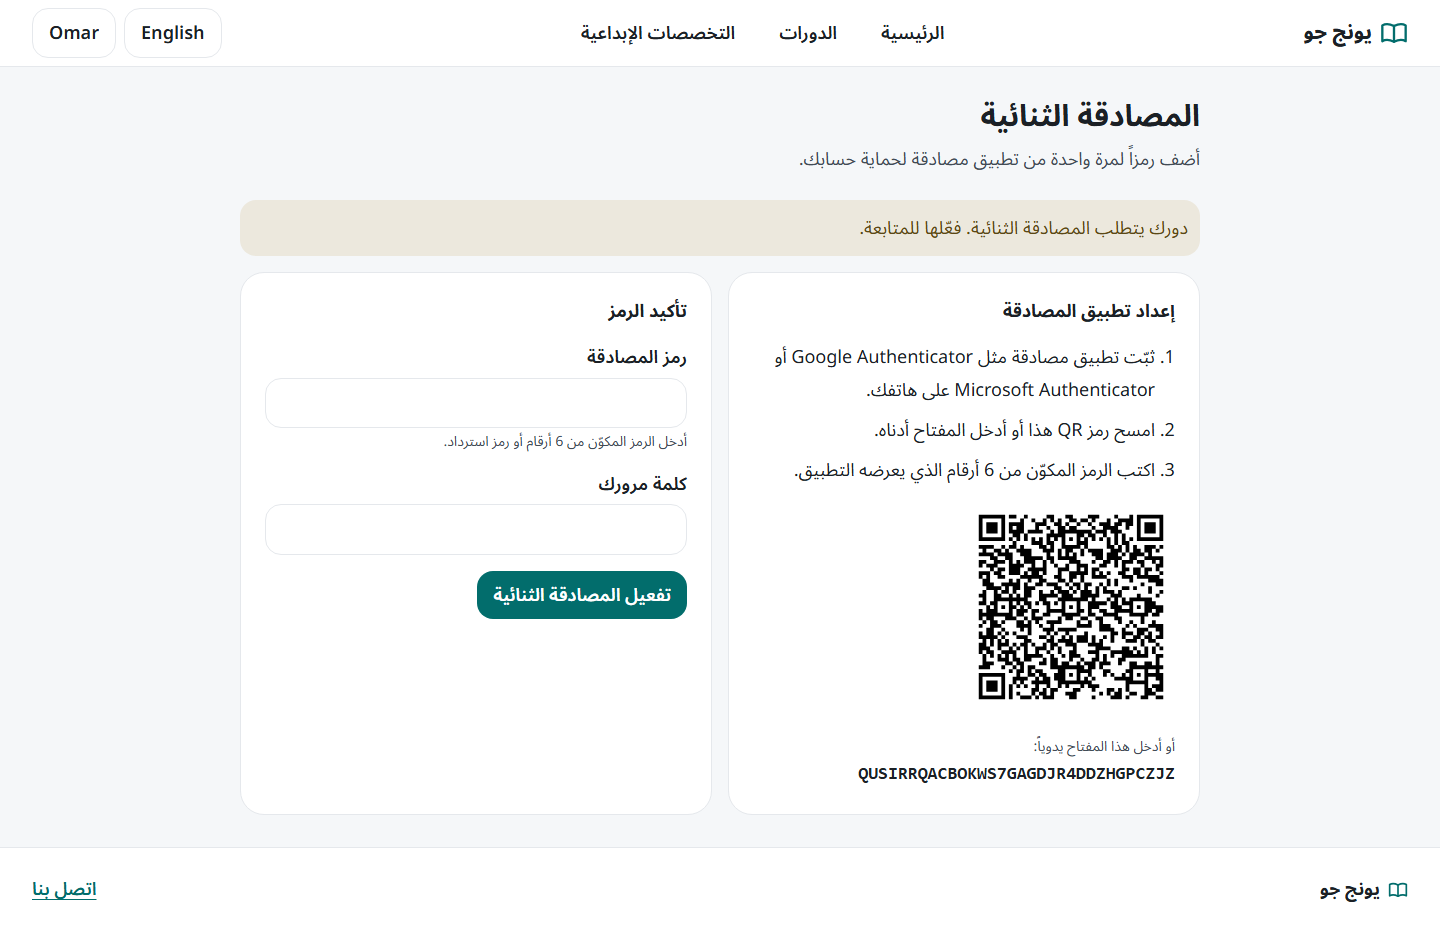 يونج جو
الرئيسية
الدورات
التخصصات الإبداعية
English
Omar
المصادقة الثنائية
أضف رمزاً لمرة واحدة من تطبيق مصادقة لحماية حسابك.
دورك يتطلب المصادقة الثنائية. فعّلها للمتابعة.
إعداد تطبيق المصادقة
1. ثبّت تطبيق مصادقة مثل Google Authenticator أو
Microsoft Authenticator على هاتفك.
2. امسح رمز QR هذا أو أدخل المفتاح أدناه.
3. اكتب الرمز المكوّن من 6 أرقام الذي يعرضه التطبيق.
أو أدخل هذا المفتاح يدوياً:
QUSIRRQACBOKWS7GAGDJR4DDZHGPCZJZ
تأكيد الرمز
رمز المصادقة
أدخل الرمز المكوّن من 6 أرقام أو رمز استرداد.
كلمة مرورك
تفعيل المصادقة الثنائية
يونج جو
اتصل بنا